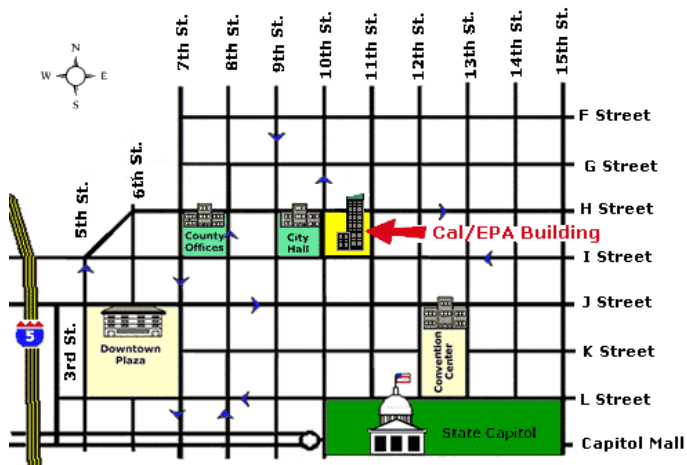 N
W E
S
3rd St.
5th St.
6th St.
7th St.
8th St.
9th St.
10th St.
11th St.
12th St.
13th St.
14th St.
15th St.
F Street
G Street
H Street
I Street
J Street
K Street
L Street
Capitol Mall
County
Offices
City
Hall
Cal/EPA Building
5
Downtown
Plaza
Convention
Center
State Capitol